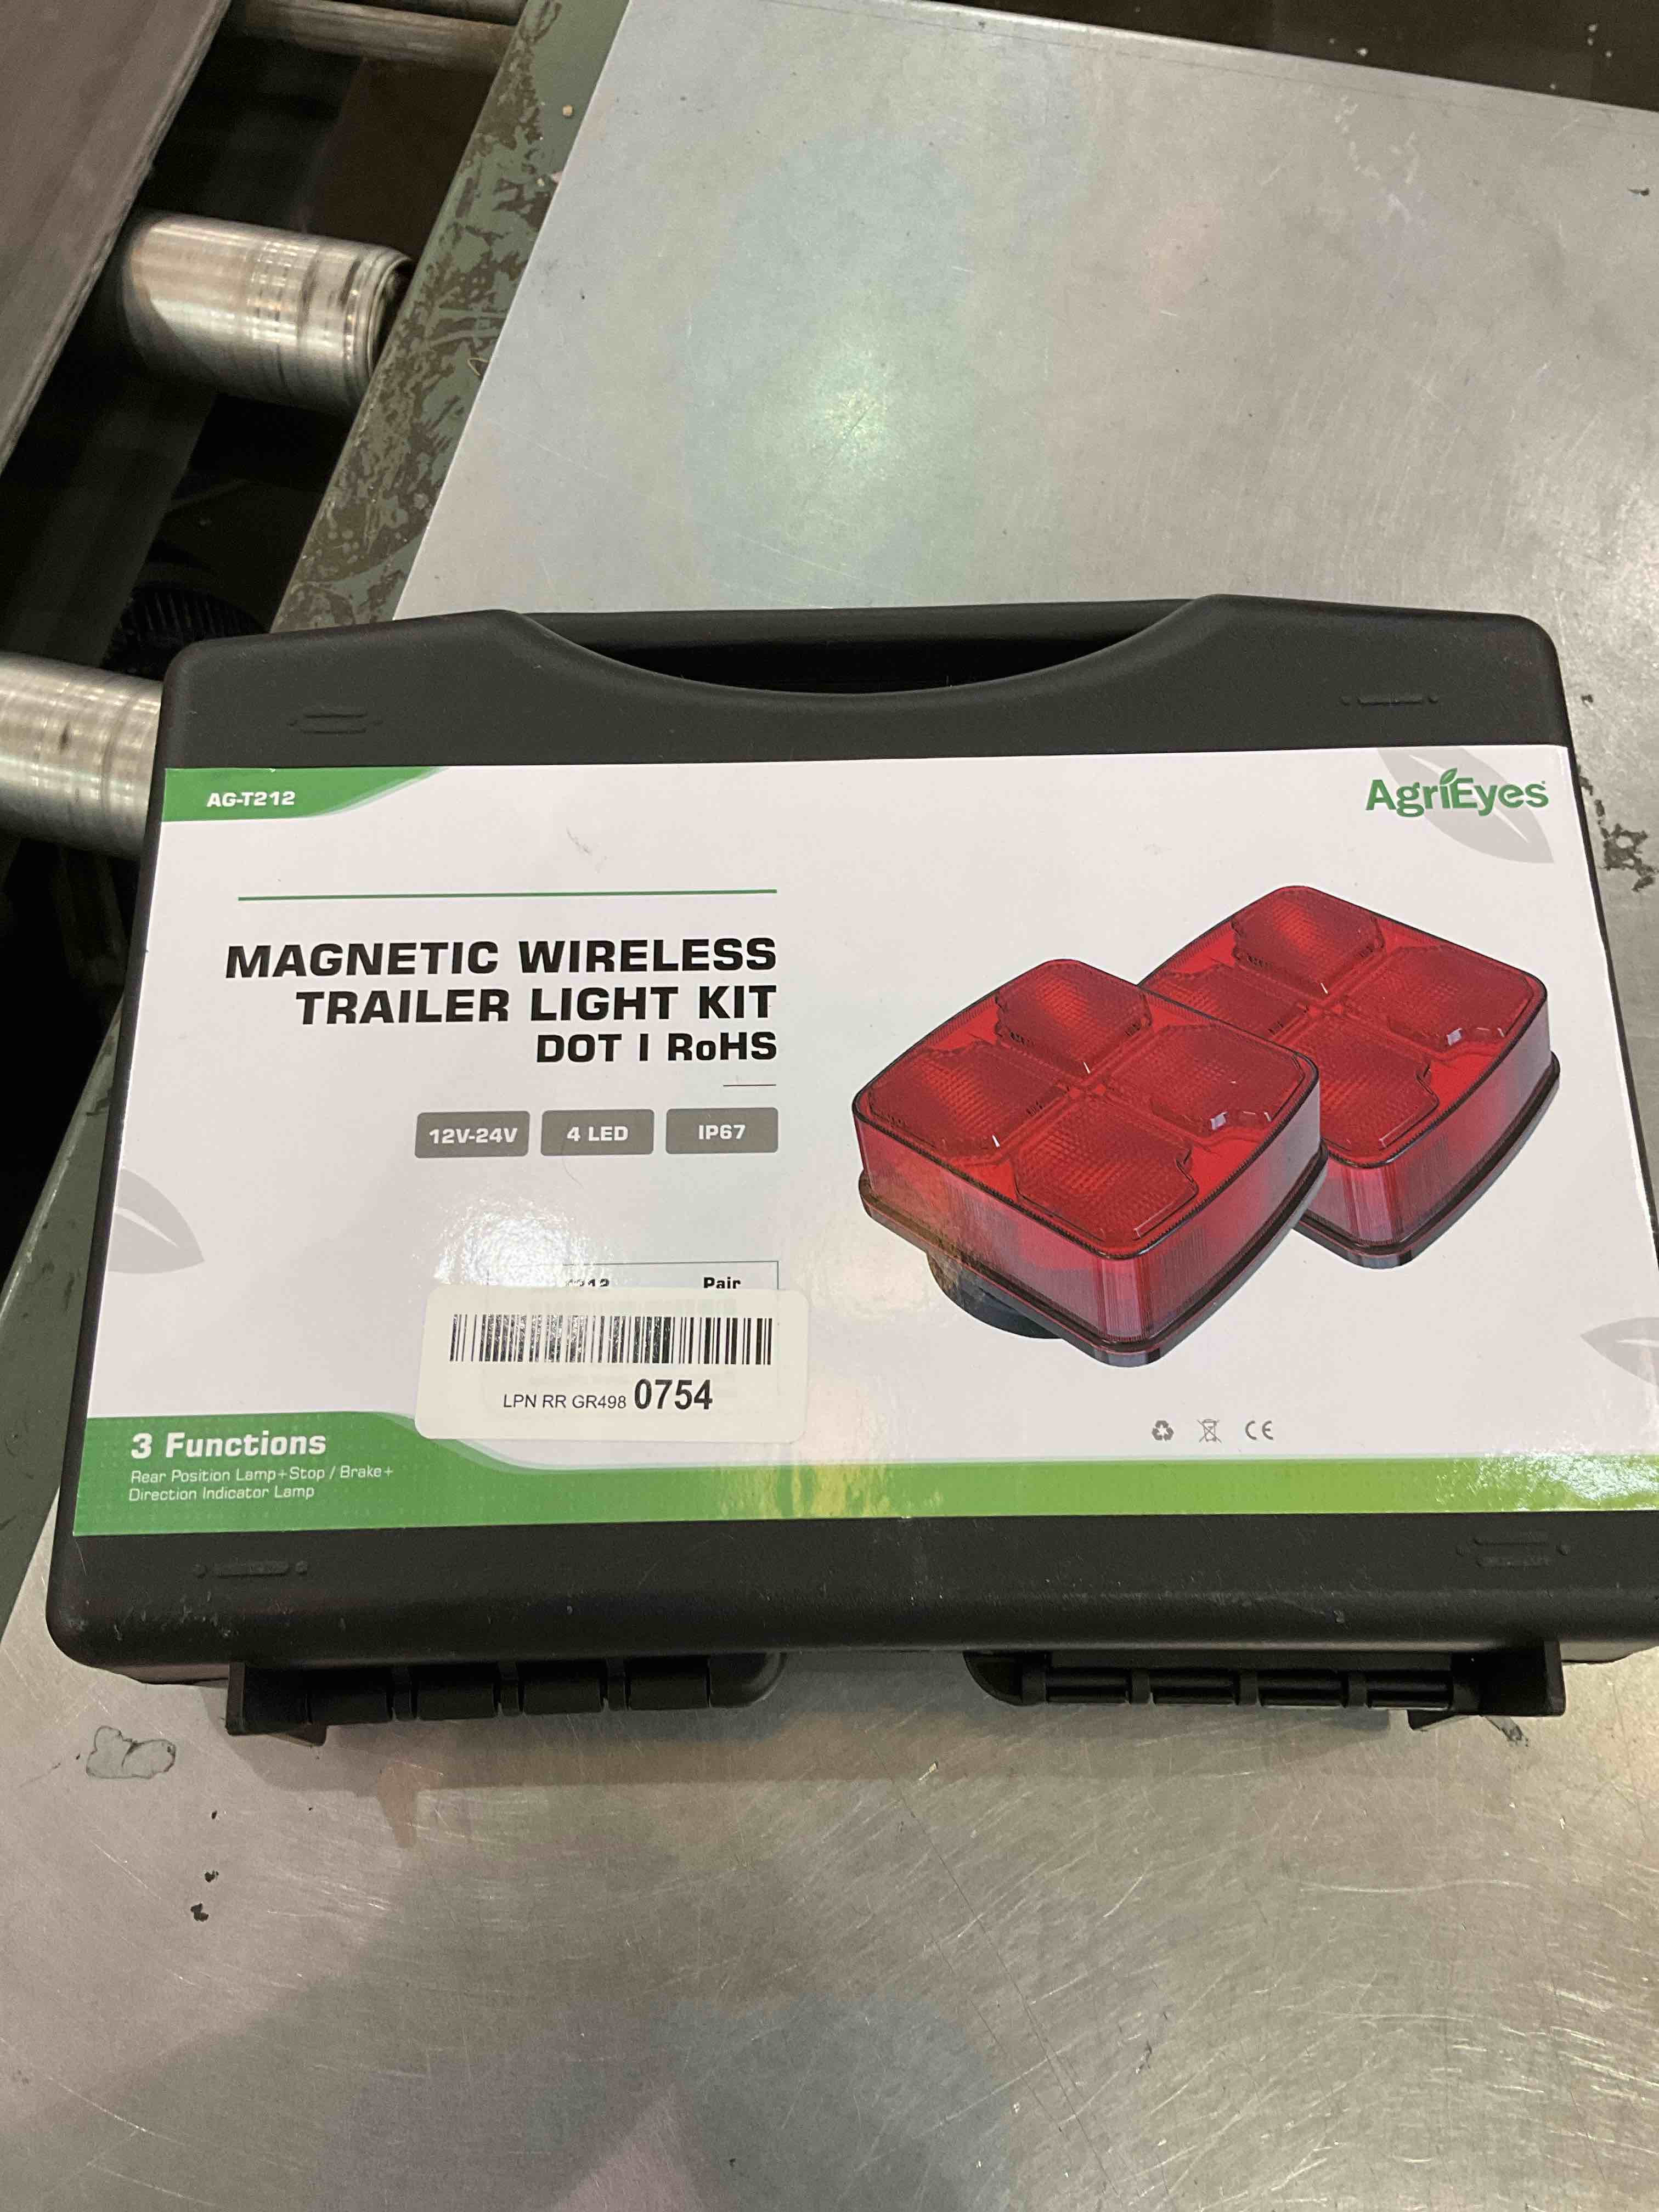 AG-T212
AgriEyes
MAGNETIC WIRELESS
TRAILER LIGHT KIT
DOT I RoHS
12V-24V 4 LED IP67
Pair
LPN RR GR498 0754
3 Functions
Rear Position Lamp+Stop / Brake+
Direction Indicator Lamp
CE